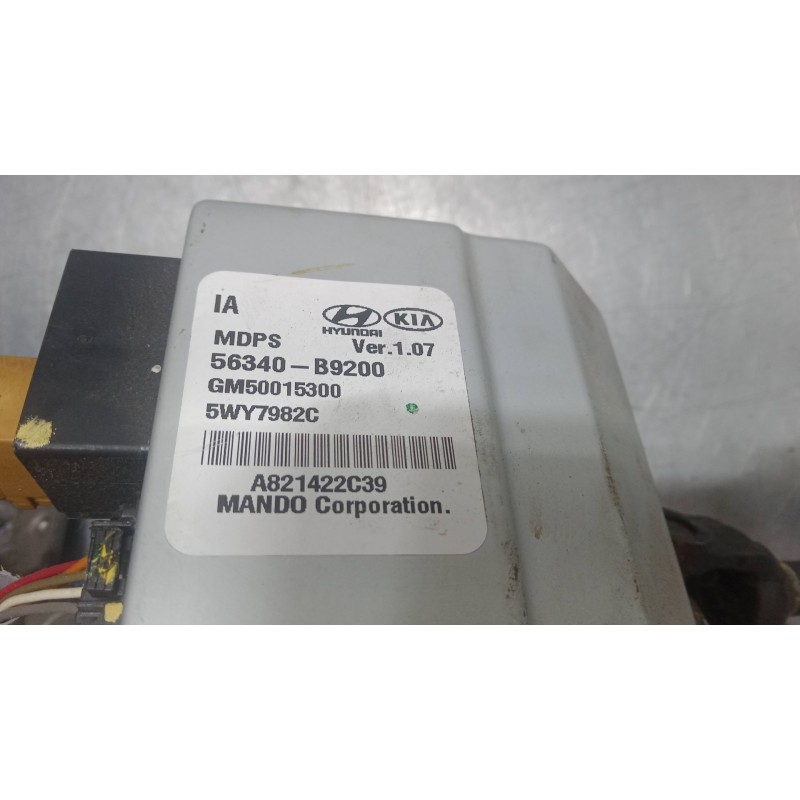 IA
HYUNDAI KIA
MDPS Ver.1.07
56340-B9200
GM50015300
5WY7982C
A821422C39
MANDO Corporation.